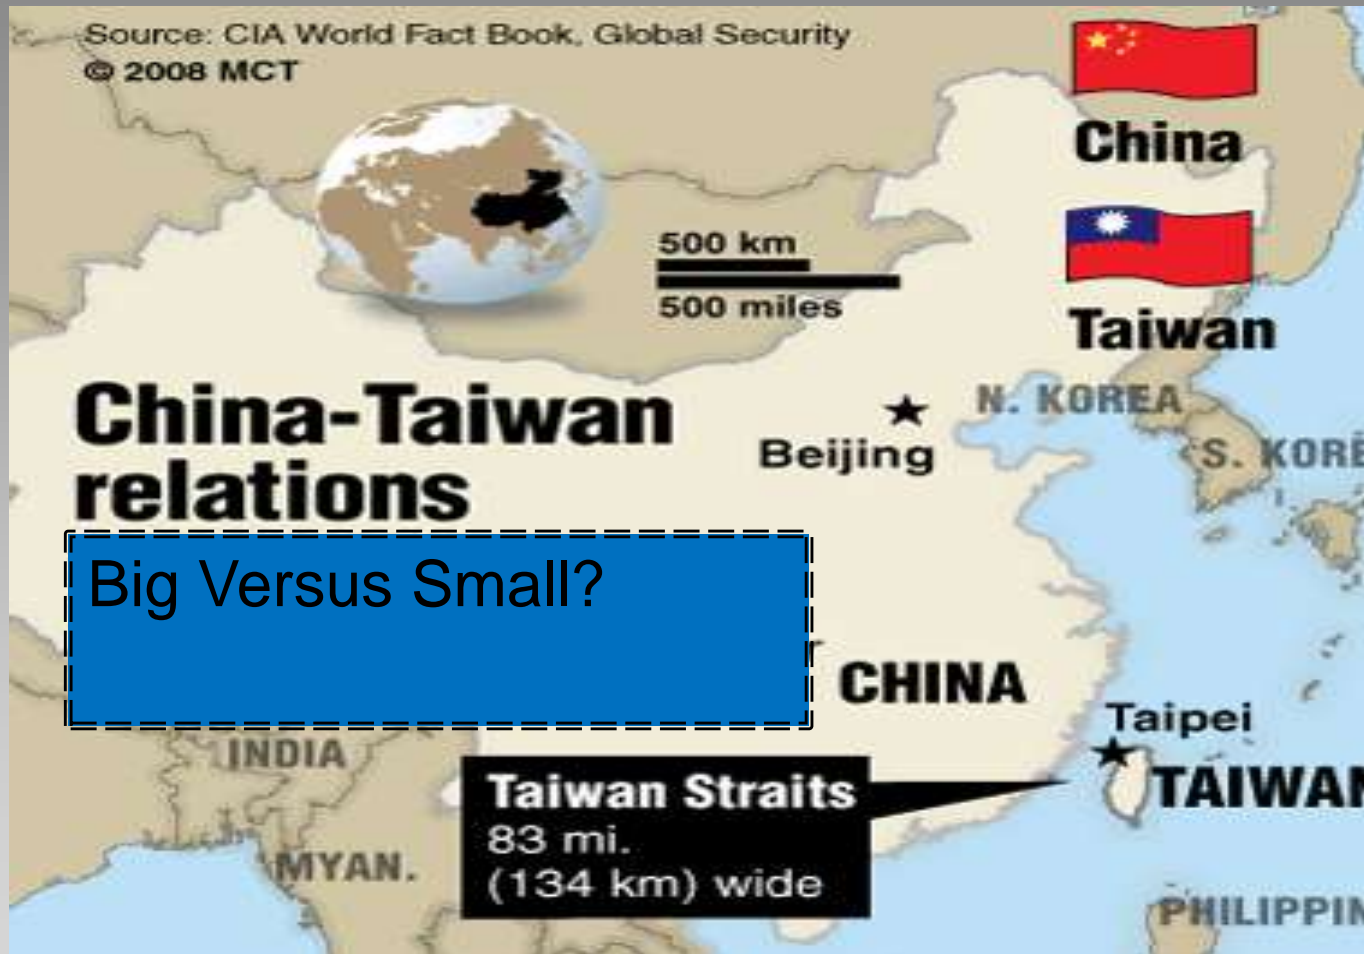 Source: CIA World Fact Book, Global Security
© 2008 MCT
China
500 km
500 miles
Taiwan
China-Taiwan
relations
N. KOREA
Beijing
S. KORE
Big Versus Small?
CHINA
Taipei
TAIWAN
INDIA
Taiwan Straits
83 mi.
(134 km) wide
MYAN.
PHILIPPIN